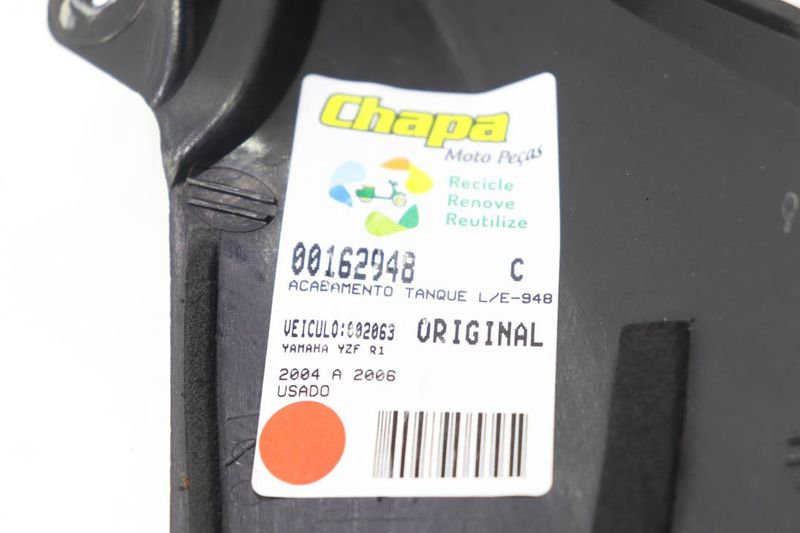 Chapa
Moto Peças
Recicle
Renove
Reutilize
00162948 C
ACABAMENTO TANQUE L/E-948
VEICULO:002063 ORIGINAL
YAMAHA YZF R1
2004 A 2006
USADO